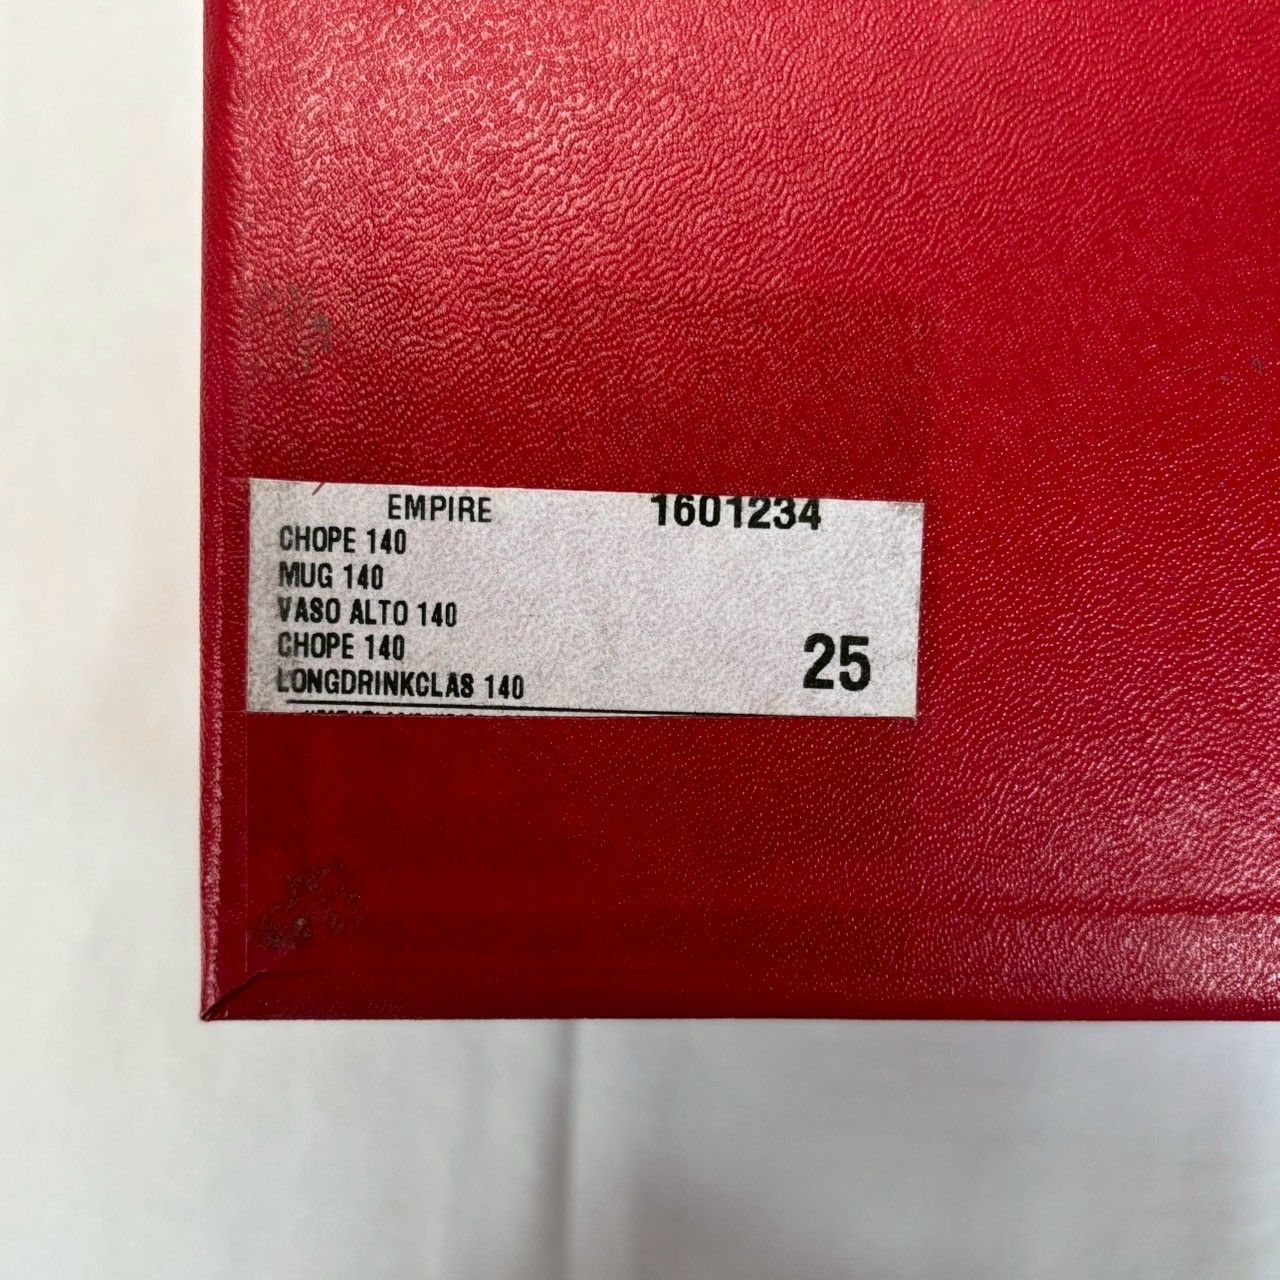 EMPIRE 1601234
CHOPE 140
MUG 140
VASO ALTO 140
CHOPE 140
LONGDRINKCLAS 140
25